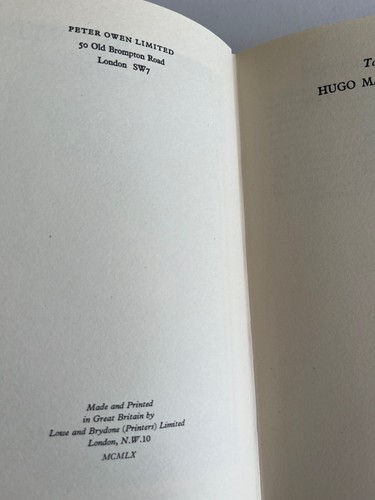 PETER OWEN LIMITED
50 Old Brompton Road
London SW7
Made and Printed
in Great Britain by
Lowe and Brydone (Printers) Limited
London, N.W.10
MCMLX
HUGO